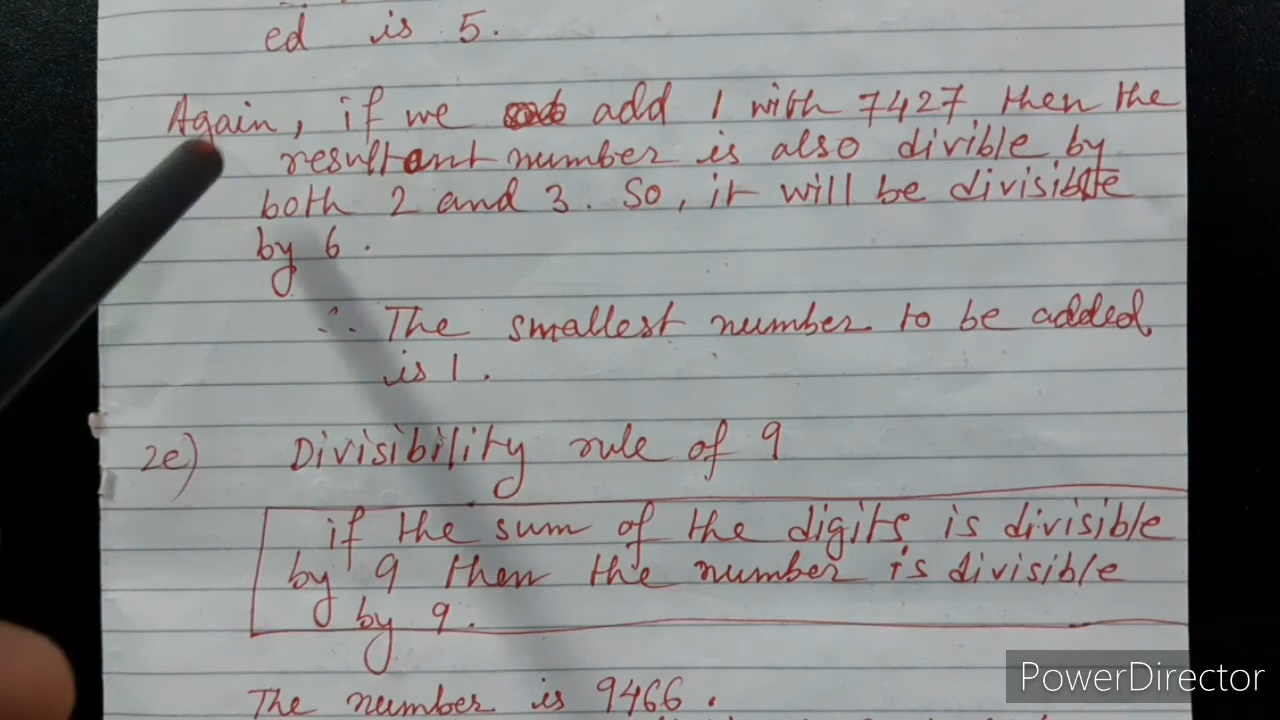 ed is 5.
Again, if we add 1 with 7427, then the
resultant number is also divible by
both 2 and 3. So, it will be divisible
by 6.
∴ The smallest number to be added
is 1.
2e) Divisibility rule of 9
if the sum of the digits is divisible
by 9 then the number is divisible
by 9.
The number is 9466.
PowerDirector